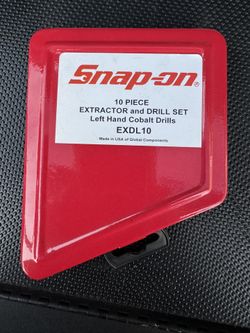 Snap-on®
10 PIECE
EXTRACTOR and DRILL SET
Left Hand Cobalt Drills
EXDL10
Made in USA of Global Components